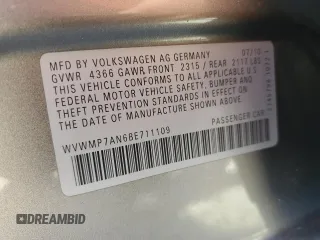 MFD. BY VOLKSWAGEN AG GERMANY 07/10
GVWR 4366 GAWR FRONT 2315 / REAR 2117 LBS
THIS VEHICLE CONFORMS TO ALL APPLICABLE U.S.
FEDERAL MOTOR VEHICLE SAFETY, BUMPER AND
THEFT PREVENTION STANDARDS IN EFFECT ON THE
DATE OF MANUFACTURE SHOWN ABOVE.
WVWMP7AN6BE711109
PASSENGER CAR
DREAMBID